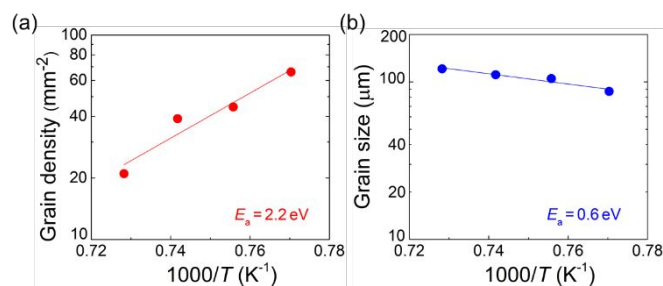 (a)
Grain density (mm⁻²)
100
80
60
40
20
10
0.72
0.74
0.76
0.78
1000/T (K⁻¹)
Eₐ = 2.2 eV
(b)
Grain size (μm)
200
100
80
60
40
20
10
0.72
0.74
0.76
0.78
1000/T (K⁻¹)
Eₐ = 0.6 eV